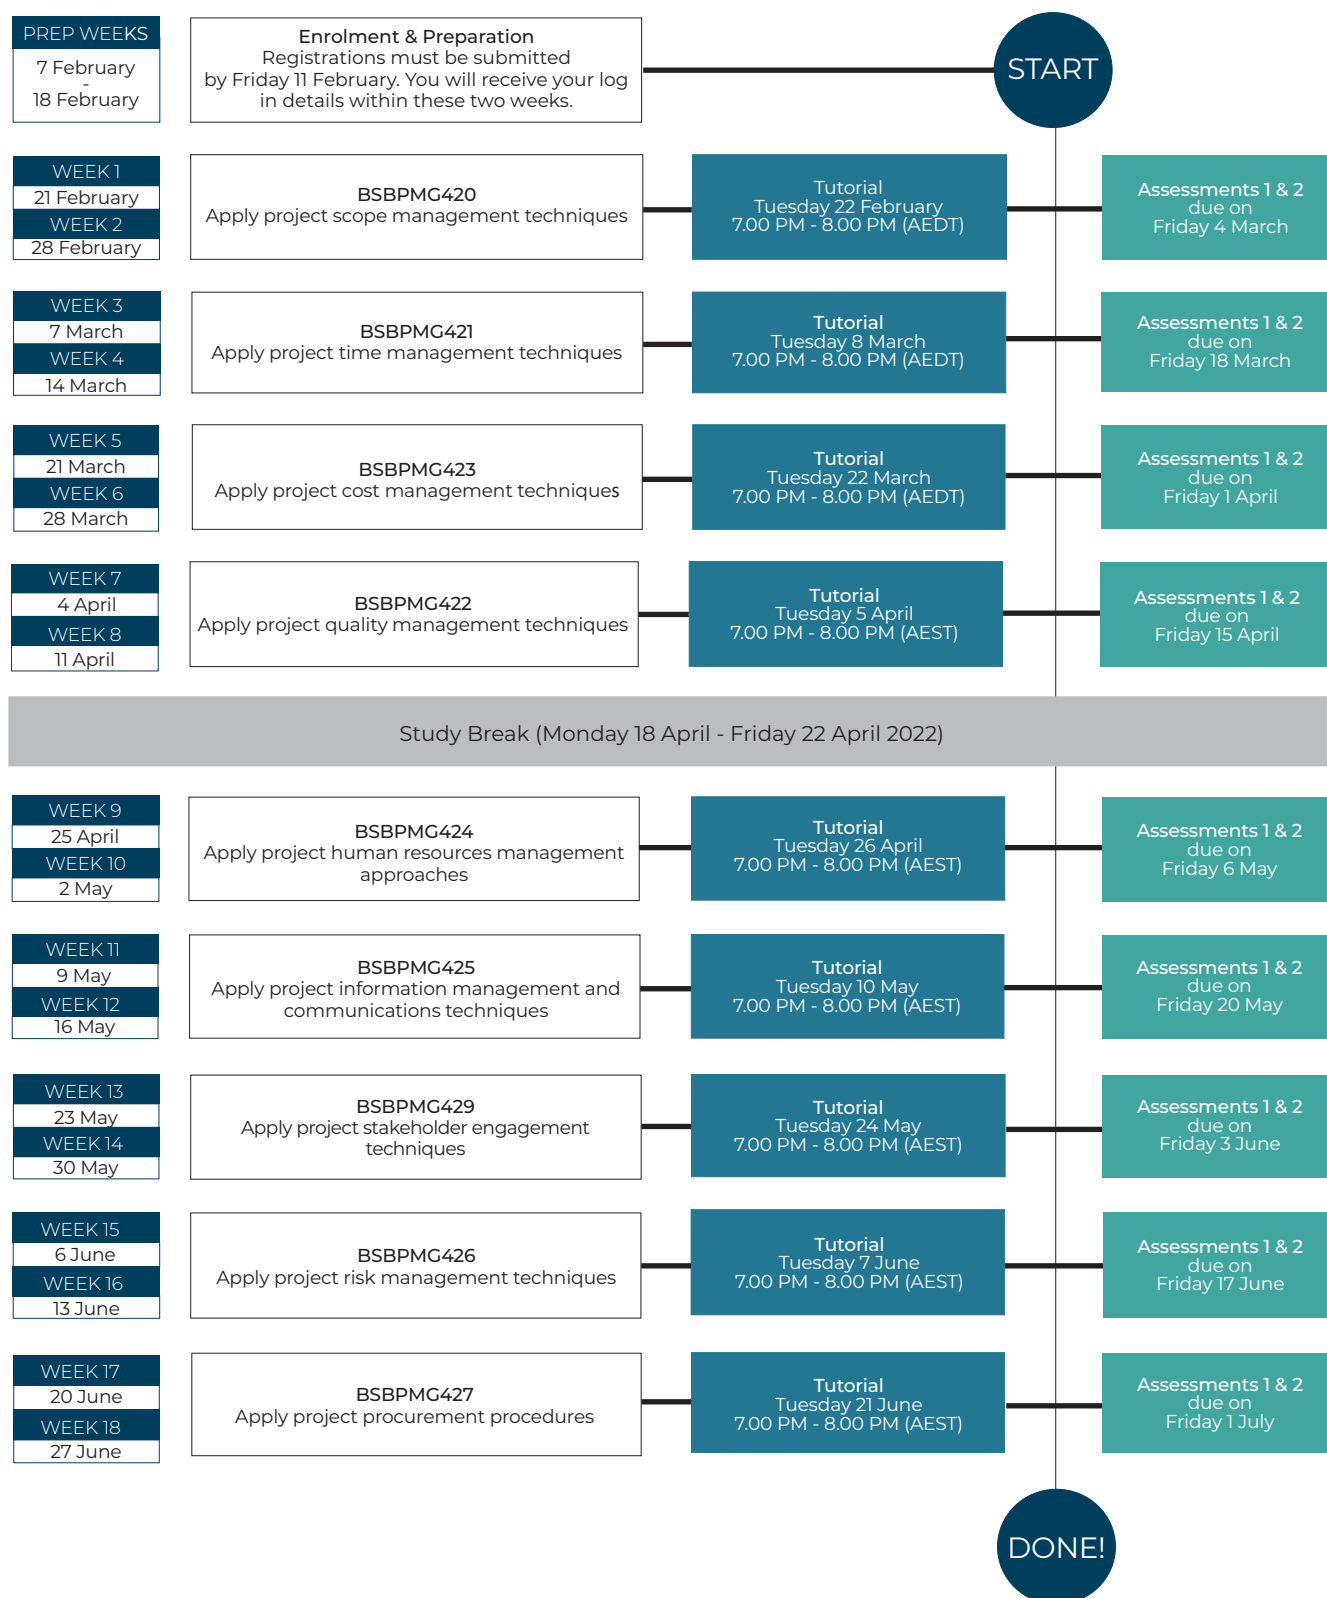 PREP WEEKS
7 February
-
18 February
Enrolment & Preparation
Registrations must be submitted
by Friday 11 February. You will receive your log
in details within these two weeks.
START
WEEK 1
21 February
WEEK 2
28 February
BSBPMG420
Apply project scope management techniques
Tutorial
Tuesday 22 February
7.00 PM - 8.00 PM (AEDT)
Assessments 1 & 2
due on
Friday 4 March
WEEK 3
7 March
WEEK 4
14 March
BSBPMG421
Apply project time management techniques
Tutorial
Tuesday 8 March
7.00 PM - 8.00 PM (AEDT)
Assessments 1 & 2
due on
Friday 18 March
WEEK 5
21 March
WEEK 6
28 March
BSBPMG423
Apply project cost management techniques
Tutorial
Tuesday 22 March
7.00 PM - 8.00 PM (AEDT)
Assessments 1 & 2
due on
Friday 1 April
WEEK 7
4 April
WEEK 8
11 April
BSBPMG422
Apply project quality management techniques
Tutorial
Tuesday 5 April
7.00 PM - 8.00 PM (AEST)
Assessments 1 & 2
due on
Friday 15 April
Study Break (Monday 18 April - Friday 22 April 2022)
WEEK 9
25 April
WEEK 10
2 May
BSBPMG424
Apply project human resources management
approaches
Tutorial
Tuesday 26 April
7.00 PM - 8.00 PM (AEST)
Assessments 1 & 2
due on
Friday 6 May
WEEK 11
9 May
WEEK 12
16 May
BSBPMG425
Apply project information management and
communications techniques
Tutorial
Tuesday 10 May
7.00 PM - 8.00 PM (AEST)
Assessments 1 & 2
due on
Friday 20 May
WEEK 13
23 May
WEEK 14
30 May
BSBPMG429
Apply project stakeholder engagement
techniques
Tutorial
Tuesday 24 May
7.00 PM - 8.00 PM (AEST)
Assessments 1 & 2
due on
Friday 3 June
WEEK 15
6 June
WEEK 16
13 June
BSBPMG426
Apply project risk management techniques
Tutorial
Tuesday 7 June
7.00 PM - 8.00 PM (AEST)
Assessments 1 & 2
due on
Friday 17 June
WEEK 17
20 June
WEEK 18
27 June
BSBPMG427
Apply project procurement procedures
Tutorial
Tuesday 21 June
7.00 PM - 8.00 PM (AEST)
Assessments 1 & 2
due on
Friday 1 July
DONE!